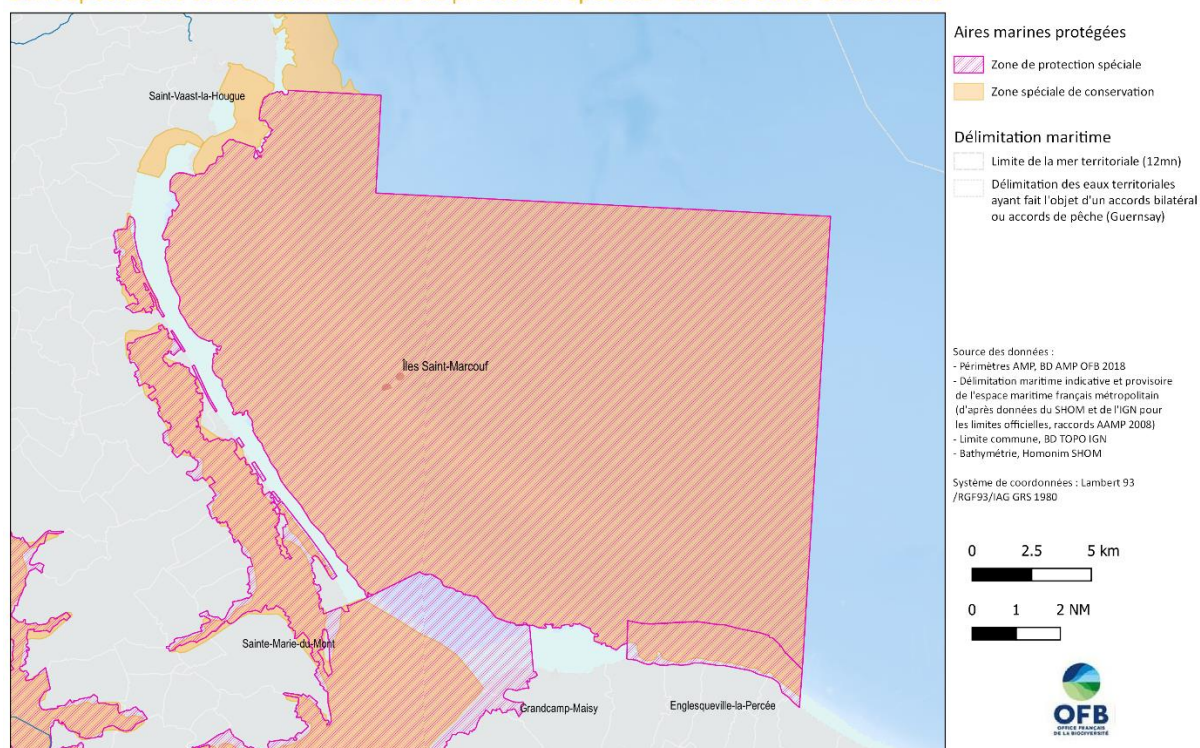 Saint-Vaast-la-Hougue
Îles Saint-Marcouf
Sainte-Marie-du-Mont
Grandcamp-Maisy
Englesqueville-la-Percée
Aires marines protégées
Zone de protection spéciale
Zone spéciale de conservation
Délimitation maritime
Limite de la mer territoriale (12mn)
Délimitation des eaux territoriales
ayant fait l'objet d'un accords bilatéral
ou accords de pêche (Guernsay)
Source des données :
- Périmètres AMP, BD AMP OFB 2018
- Délimitation maritime indicative et provisoire
de l'espace maritime français métropolitain
(d'après données du SHOM et de l'IGN pour
les limites officielles, raccords AAMP 2008)
- Limite commune, BD TOPO IGN
- Bathymétrie, Homonim SHOM
Système de coordonnées : Lambert 93
/RGF93/IAG GRS 1980
0 2.5 5 km
0 1 2 NM
OFB
OFFICE FRANÇAIS
DE LA BIODIVERSITÉ